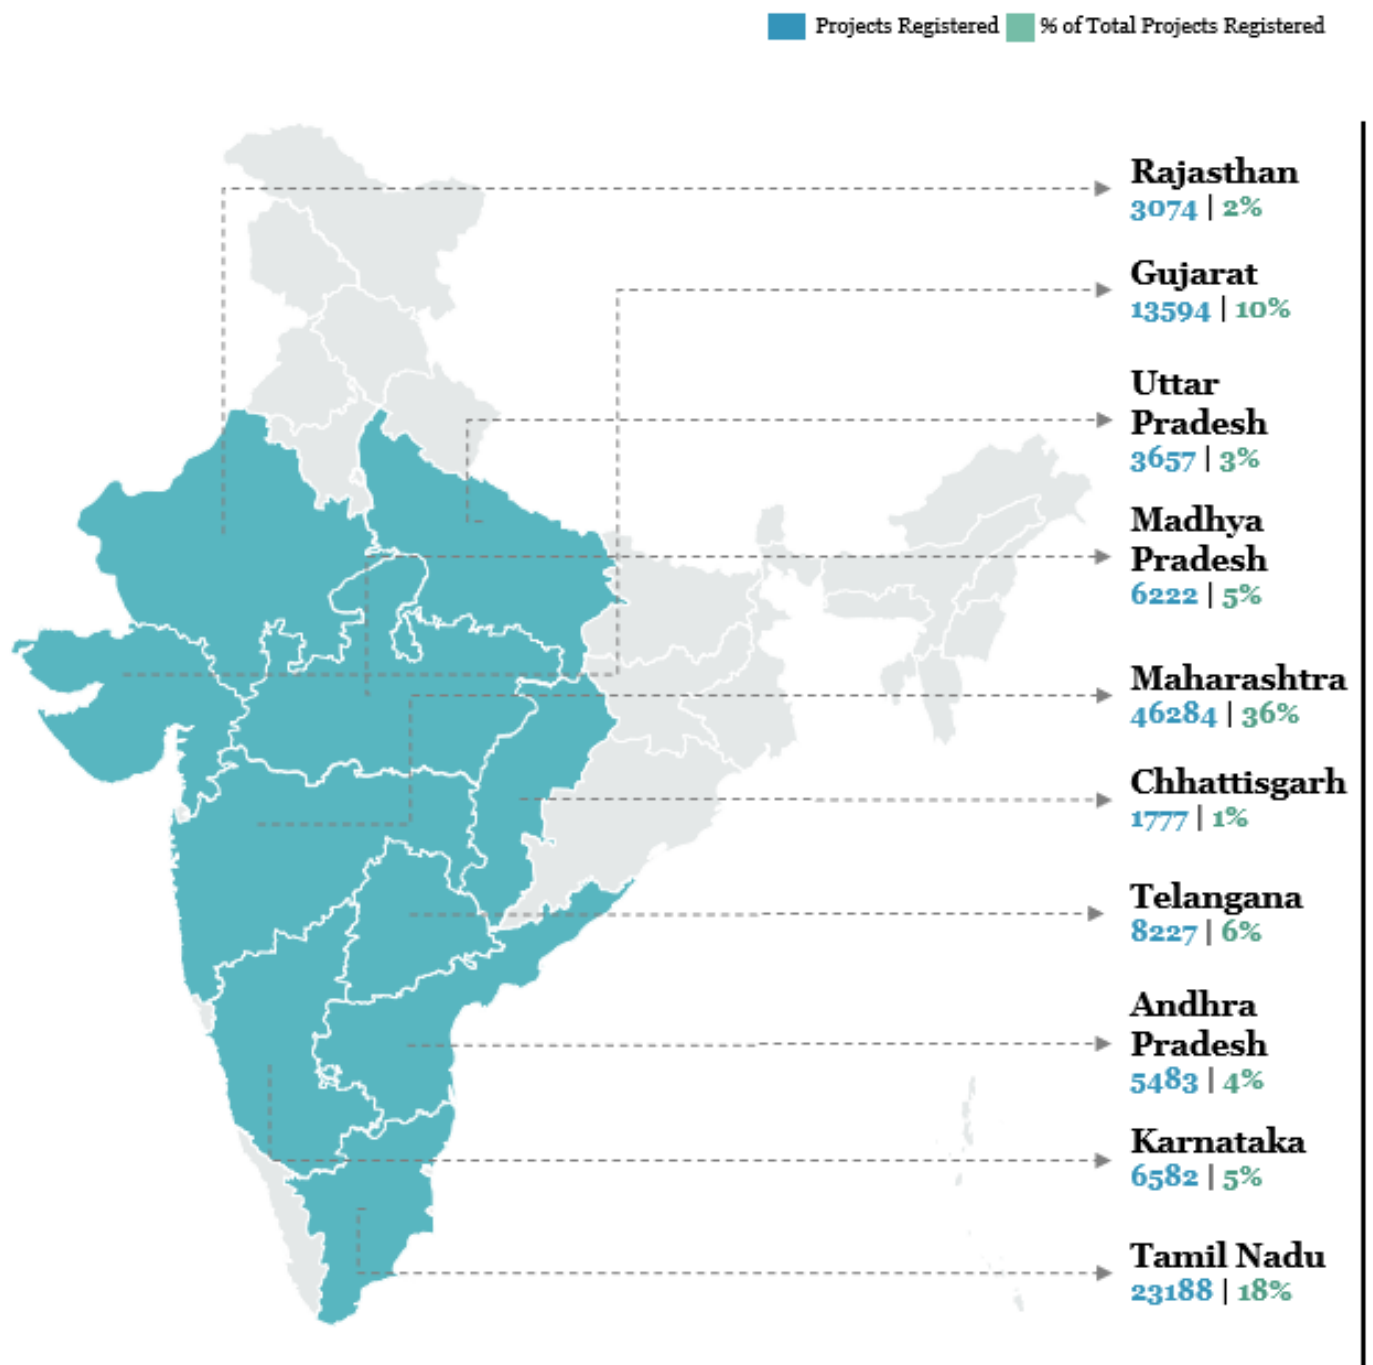 Projects Registered % of Total Projects Registered
Rajasthan
3074 | 2%
Gujarat
13594 | 10%
Uttar
Pradesh
3657 | 3%
Madhya
Pradesh
6222 | 5%
Maharashtra
46284 | 36%
Chhattisgarh
1777 | 1%
Telangana
8227 | 6%
Andhra
Pradesh
5483 | 4%
Karnataka
6582 | 5%
Tamil Nadu
23188 | 18%